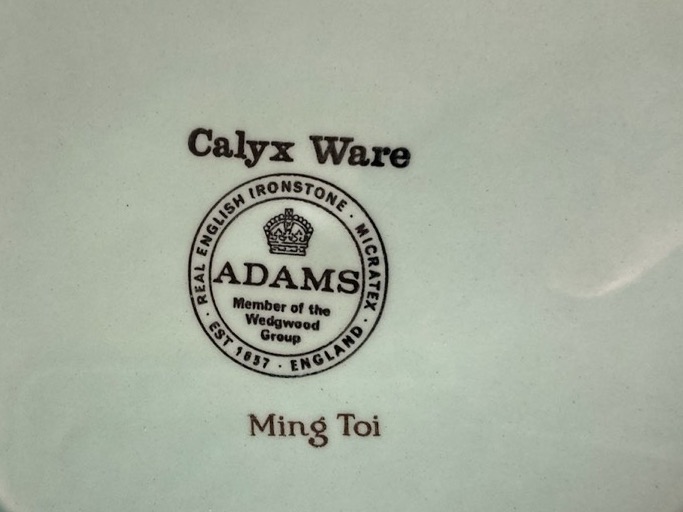 Calyx Ware
REAL ENGLISH IRONSTONE · MICRATEX ·
ADAMS
Member of the
Wedgwood
Group
· EST 1657 · ENGLAND ·
Ming Toi